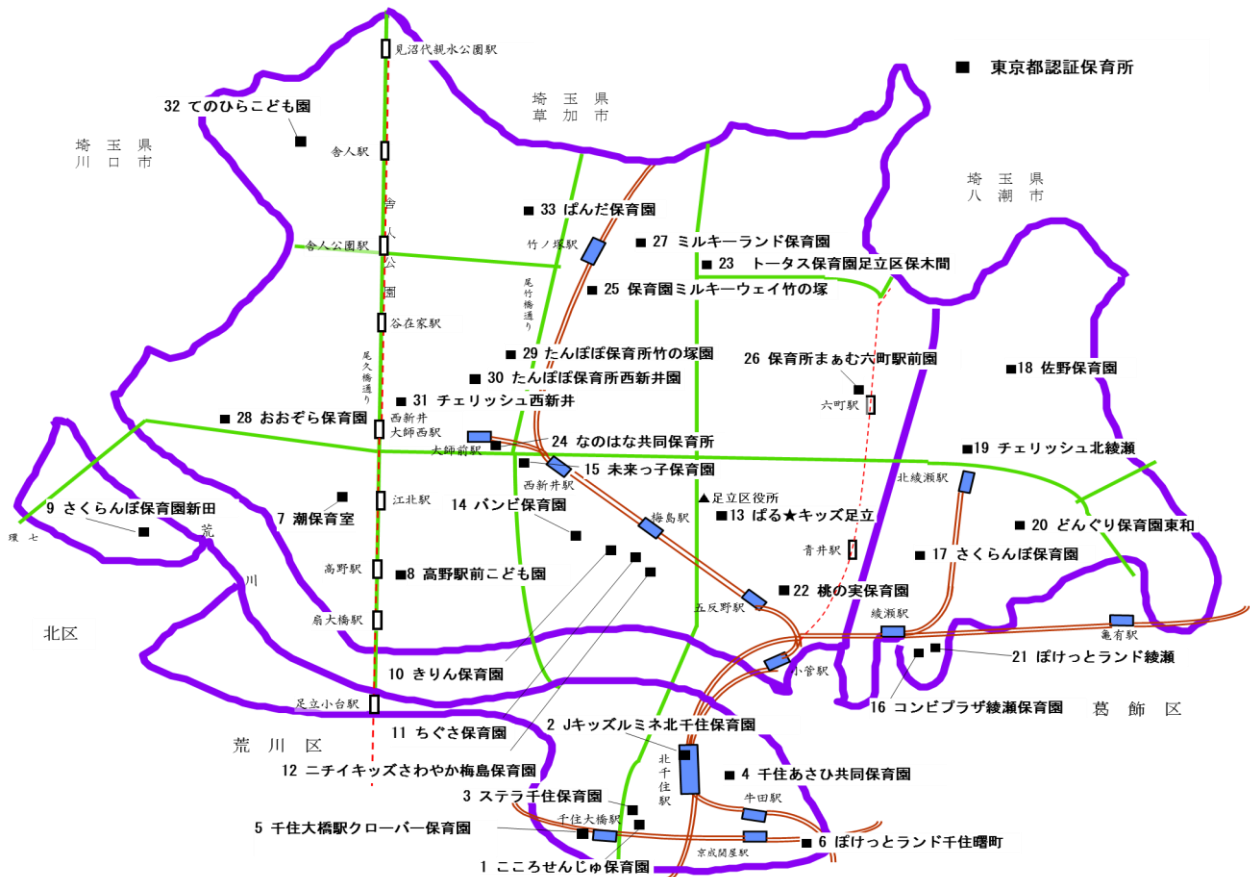 見沼代親水公園駅
■ 東京都認証保育所
32 てのひらこども園
埼玉県
草加市
埼玉県
川口市
舎人駅
埼玉県
八潮市
舎人公園
33 ぱんだ保育園
竹ノ塚駅
27 ミルキーランド保育園
舎人公園駅
23 トータス保育園足立区保木間
25 保育園ミルキーウェイ竹の塚
尾竹橋通り
谷在家駅
29 たんぽぽ保育所竹の塚園
26 保育所まぁむ六町駅前園
18 佐野保育園
尾久橋通り
30 たんぽぽ保育所西新井園
31 チェリッシュ西新井
六町駅
28 おおぞら保育園
西新井
大師西駅
大師前駅
24 なのはな共同保育所
19 チェリッシュ北綾瀬
15 未来っ子保育園
西新井駅
北綾瀬駅
江北駅
▲足立区役所
9 さくらんぼ保育園新田
7 潮保育室
14 バンビ保育園
梅島駅
13 ぱる★キッズ足立
20 どんぐり保育園東和
環七
荒川
青井駅
17 さくらんぼ保育園
高野駅
8 高野駅前こども園
22 桃の実保育園
五反野駅
扇大橋駅
綾瀬駅
亀有駅
北区
21 ぽけっとランド綾瀬
10 きりん保育園
小菅駅
足立小台駅
16 コンビプラザ綾瀬保育園
葛飾区
11 ちぐさ保育園
2 Jキッズルミネ北千住保育園
荒川区
12 ニチイキッズさわやか梅島保育園
北千住駅
4 千住あさひ共同保育園
3 ステラ千住保育園
牛田駅
千住大橋駅
5 千住大橋駅クローバー保育園
京成関屋駅
6 ぽけっとランド千住曙町
1 こころせんじゅ保育園